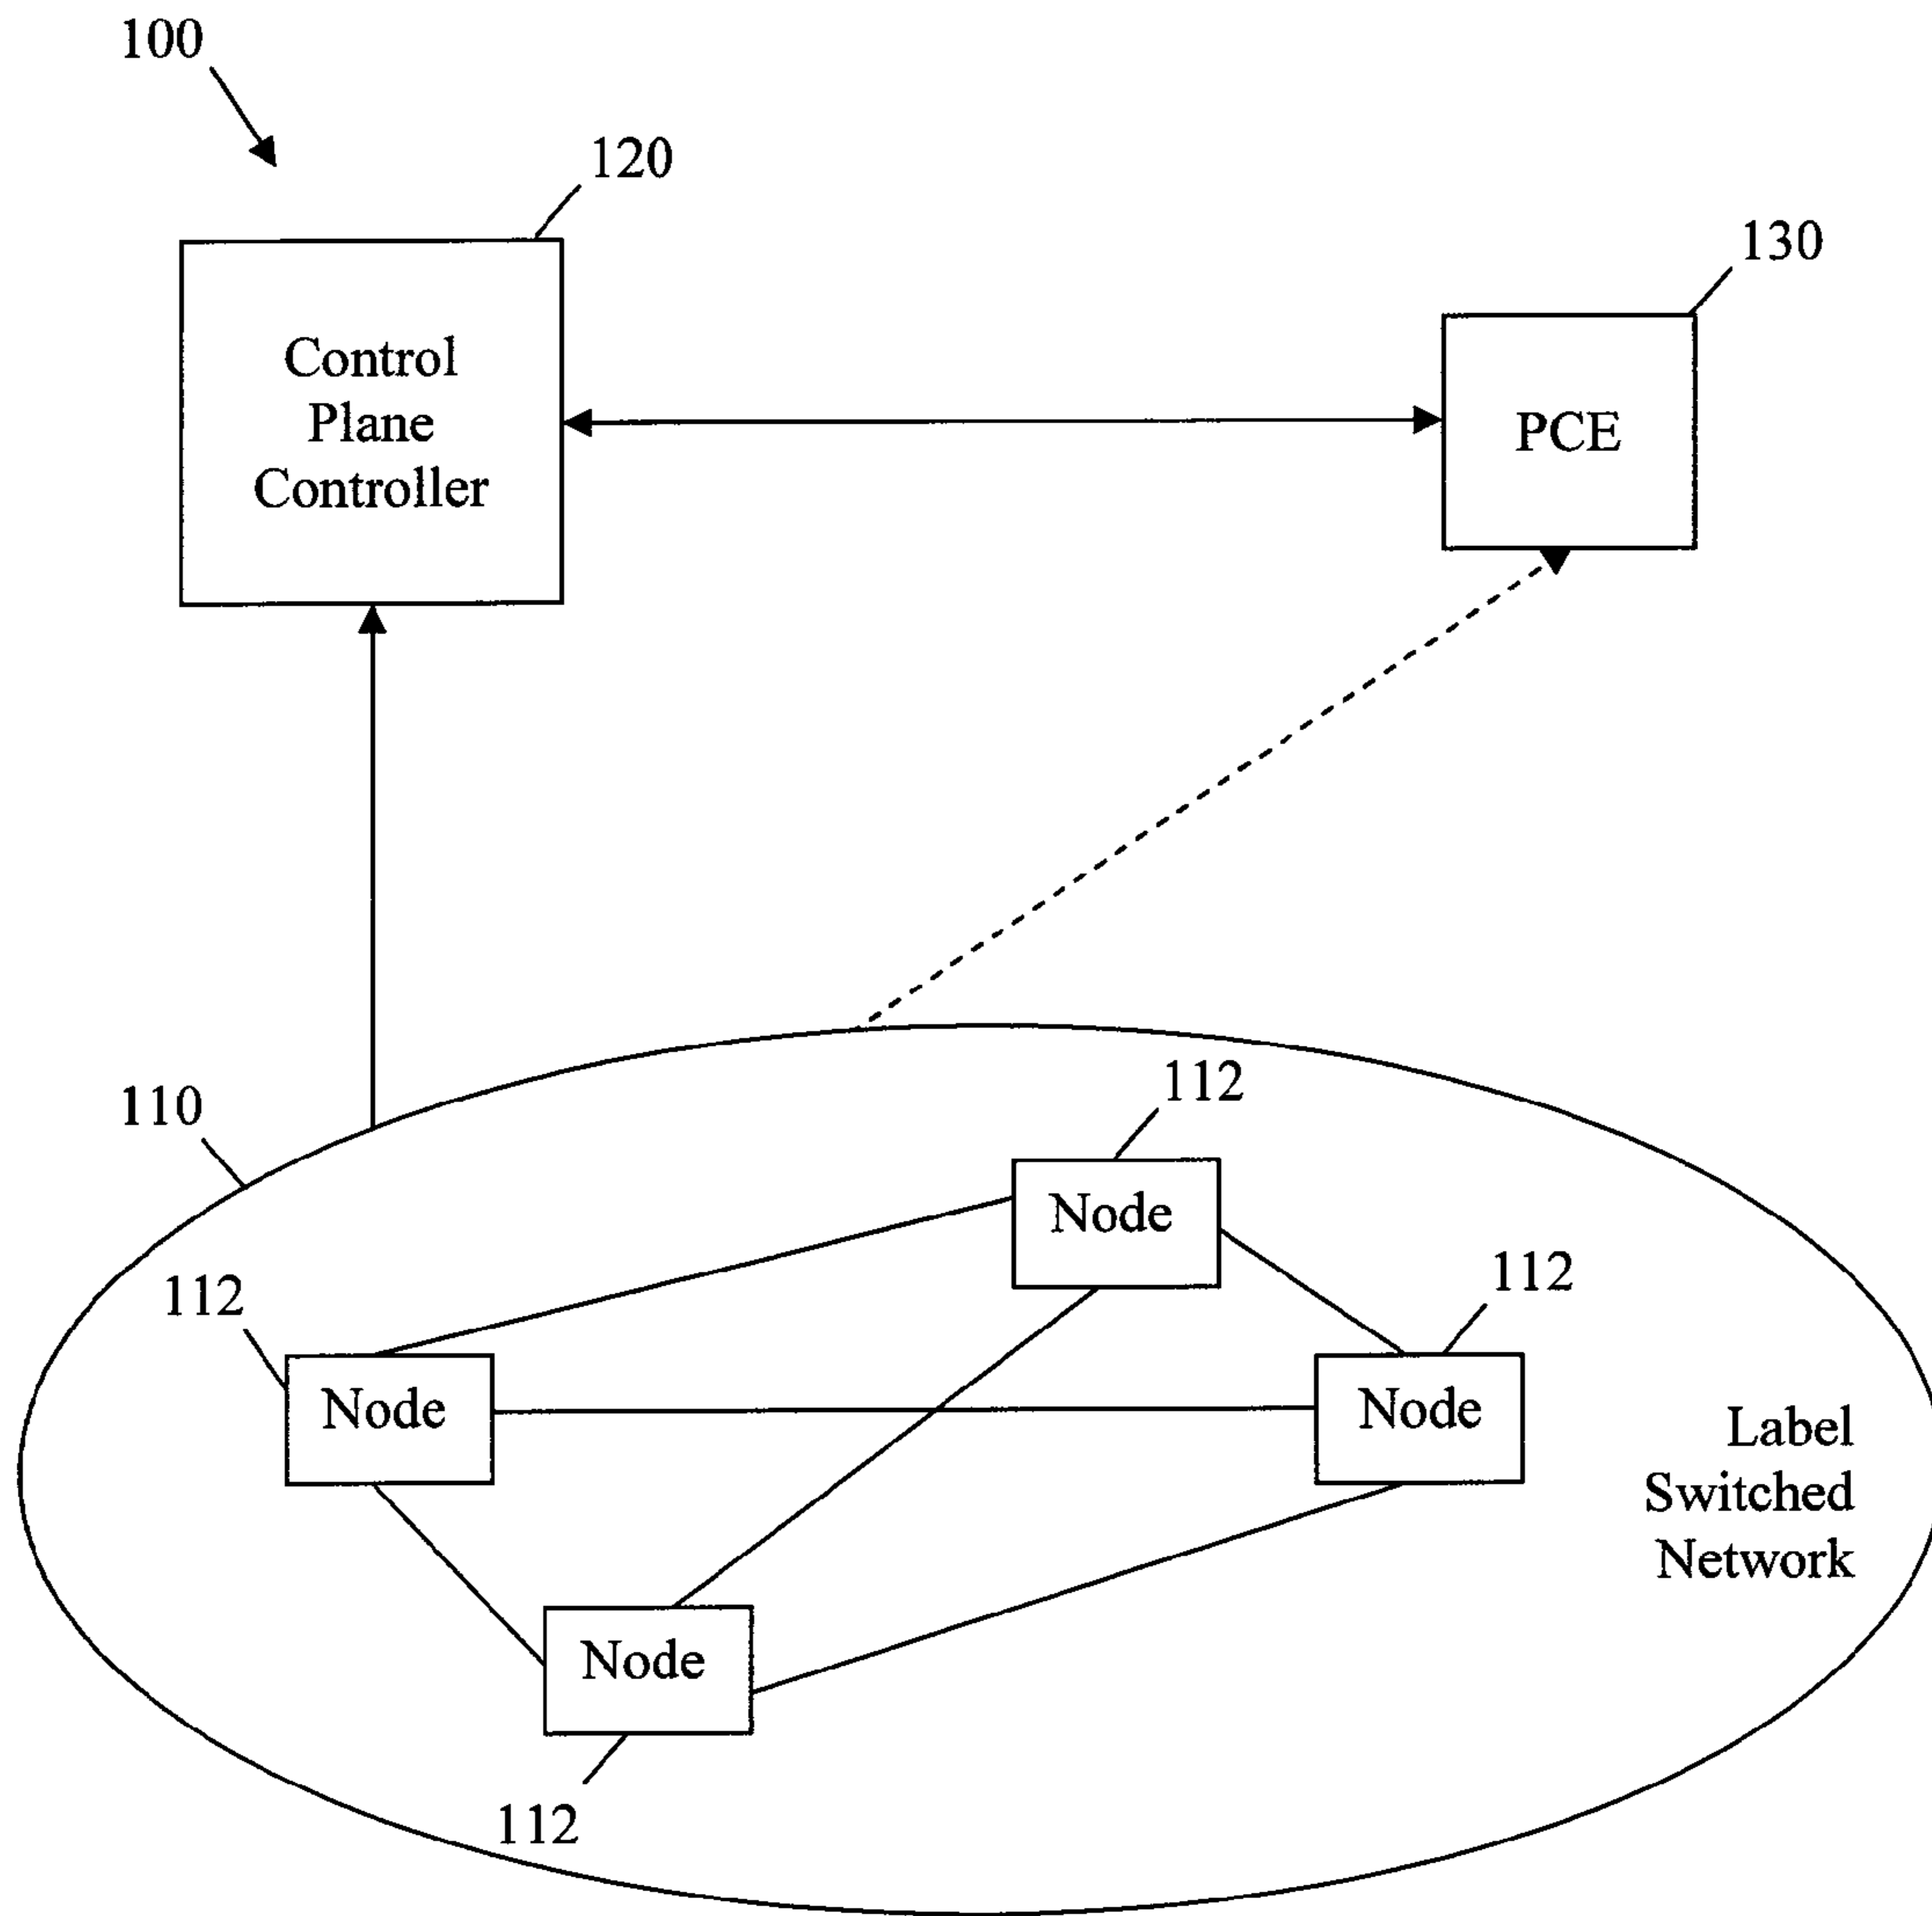 100
120
130
Control
Plane
Controller
PCE
110
112
Node
112
112
Node
Node
Label
Switched
Network
Node
112